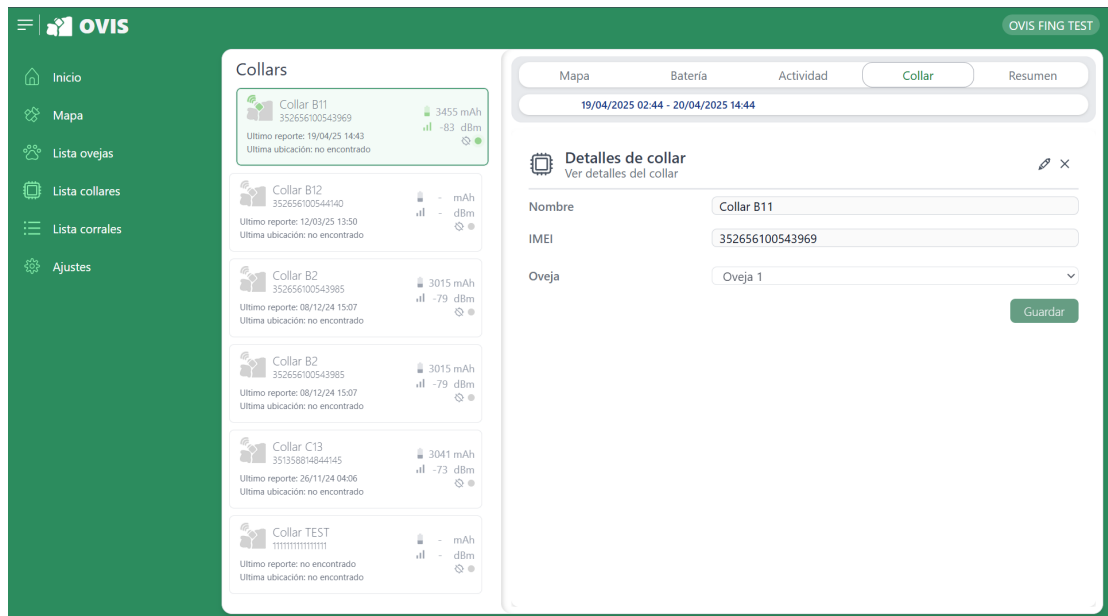 OVIS
OVIS FING TEST
Inicio
Mapa
Lista ovejas
Lista collares
Lista corrales
Ajustes
Collars
Collar B11
352656100543969
3455 mAh
-83 dBm
Ultimo reporte: 19/04/25 14:43
Ultima ubicación: no encontrado
Collar B12
352656100544140
- mAh
- dBm
Ultimo reporte: 12/03/25 13:50
Ultima ubicación: no encontrado
Collar B2
352656100543985
3015 mAh
-79 dBm
Ultimo reporte: 08/12/24 15:07
Ultima ubicación: no encontrado
Collar B2
352656100543985
3015 mAh
-79 dBm
Ultimo reporte: 08/12/24 15:07
Ultima ubicación: no encontrado
Collar C13
351358814844145
3041 mAh
-73 dBm
Ultimo reporte: 26/11/24 04:06
Ultima ubicación: no encontrado
Collar TEST
1111111111111111
- mAh
- dBm
Ultimo reporte: no encontrado
Ultima ubicación: no encontrado
Mapa Batería Actividad Collar Resumen
19/04/2025 02:44 - 20/04/2025 14:44
Detalles de collar
Ver detalles del collar
Nombre Collar B11
IMEI 352656100543969
Oveja Oveja 1
Guardar